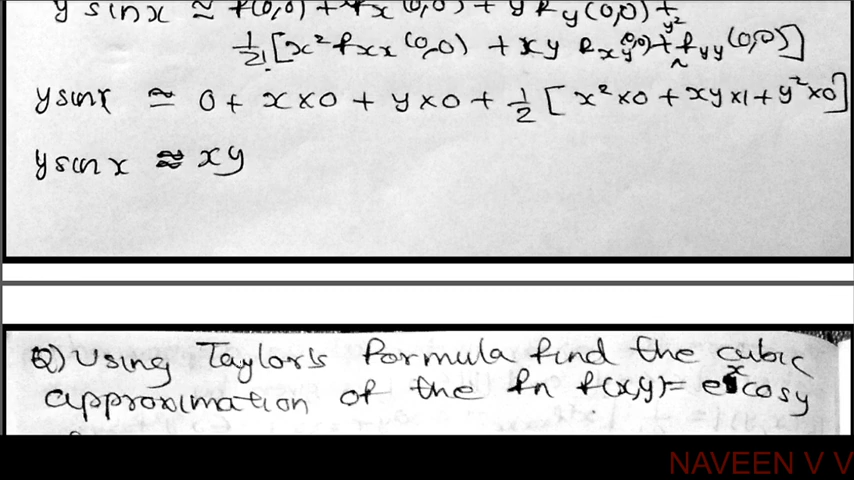 y sinx ≈ f(0,0) + x fx (0,0) + y fy (0,0) +
1/2! [x² fxx (0,0) + xy fxy (0,0) + y² fyy (0,0)]
y sinx ≃ 0 + x×0 + y×0 + 1/2 [x²×0 + xy×1 + y²×0]
y sinx ≈ xy
Q) Using Taylor's formula find the cubic
approximation of the fn f(x,y) = e^x cosy
NAVEEN V V